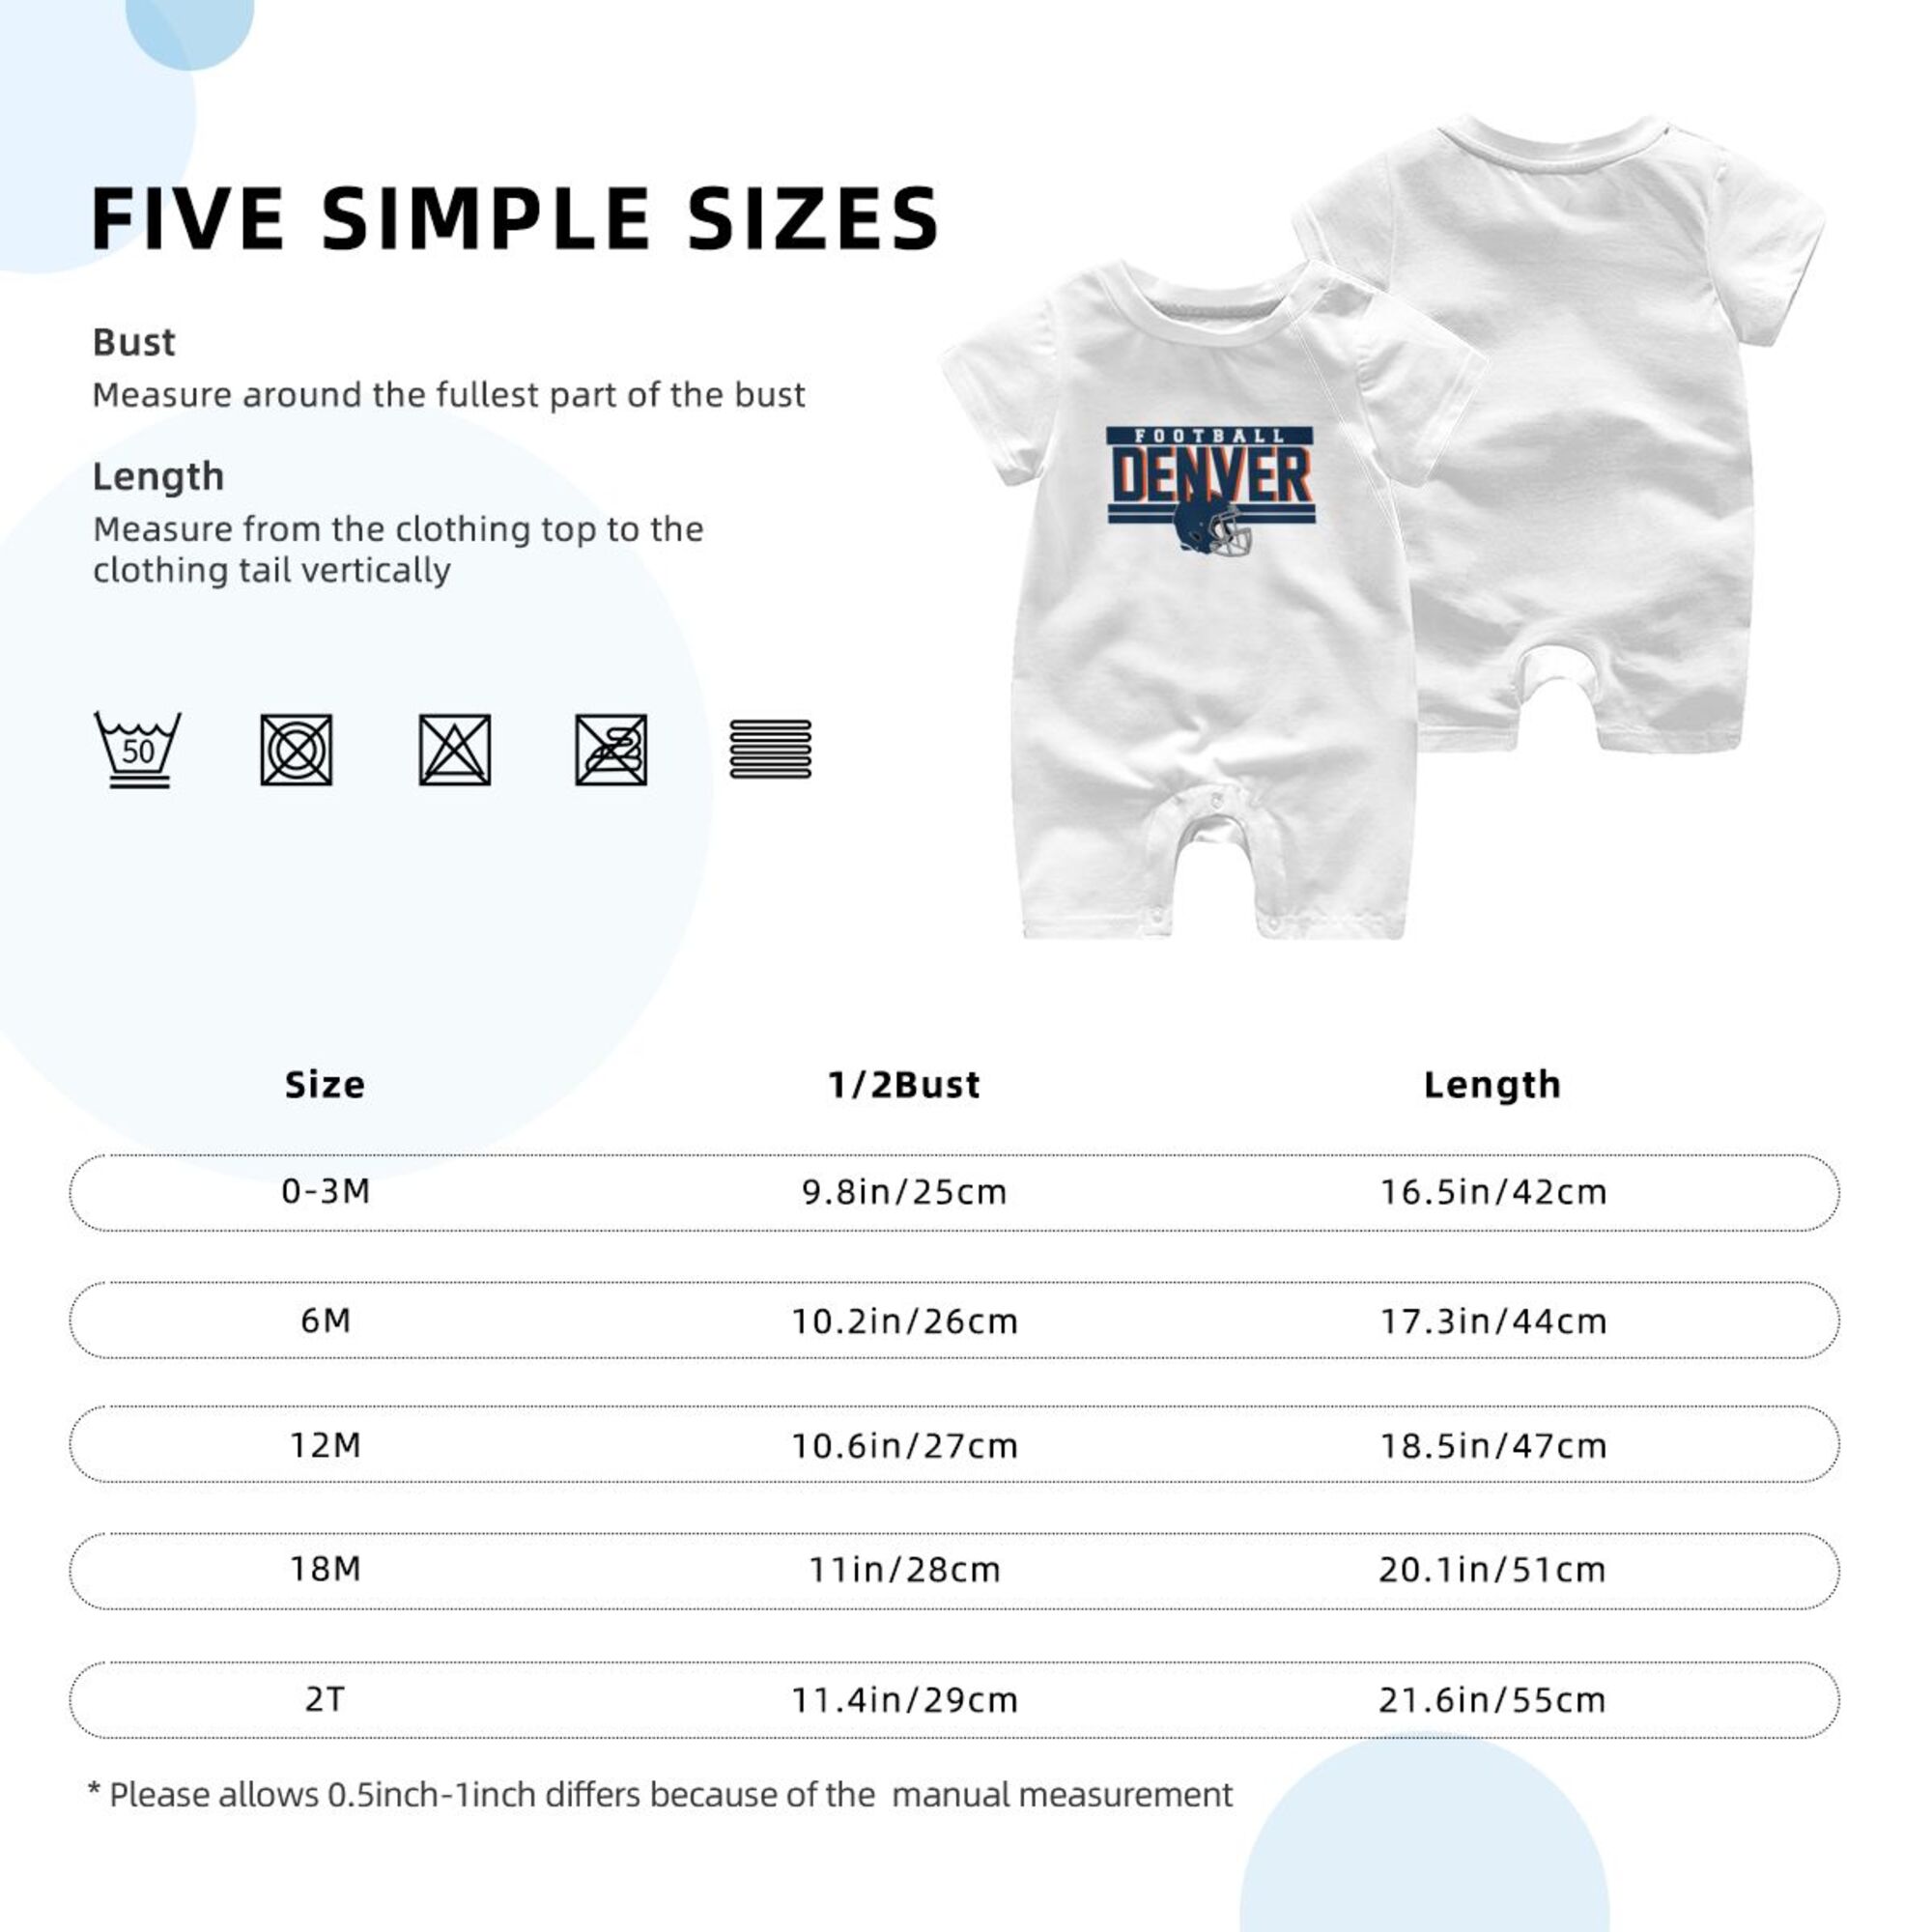 FIVE SIMPLE SIZES
Bust
Measure around the fullest part of the bust
Length
Measure from the clothing top to the
clothing tail vertically
50
FOOTBALL
DENVER
Size 1/2Bust Length
0-3M 9.8in/25cm 16.5in/42cm
6M 10.2in/26cm 17.3in/44cm
12M 10.6in/27cm 18.5in/47cm
18M 11in/28cm 20.1in/51cm
2T 11.4in/29cm 21.6in/55cm
* Please allows 0.5inch-1inch differs because of the manual measurement